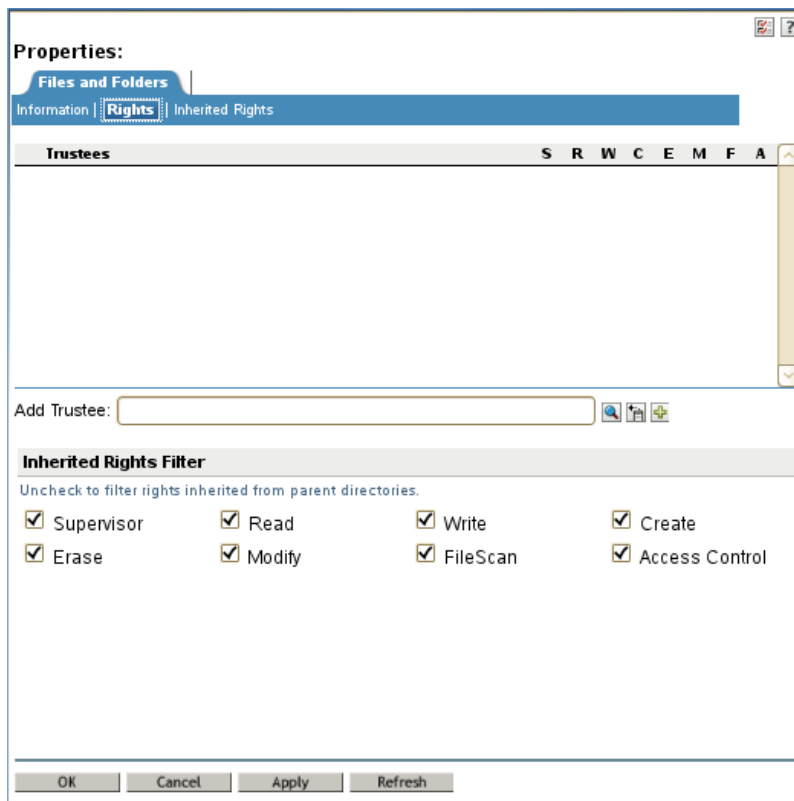 ?
Properties:
Files and Folders
Information | Rights | Inherited Rights
Trustees S R W C E M F A
Add Trustee:
Inherited Rights Filter
Uncheck to filter rights inherited from parent directories.
Supervisor Read Write Create
Erase Modify FileScan Access Control
OK Cancel Apply Refresh